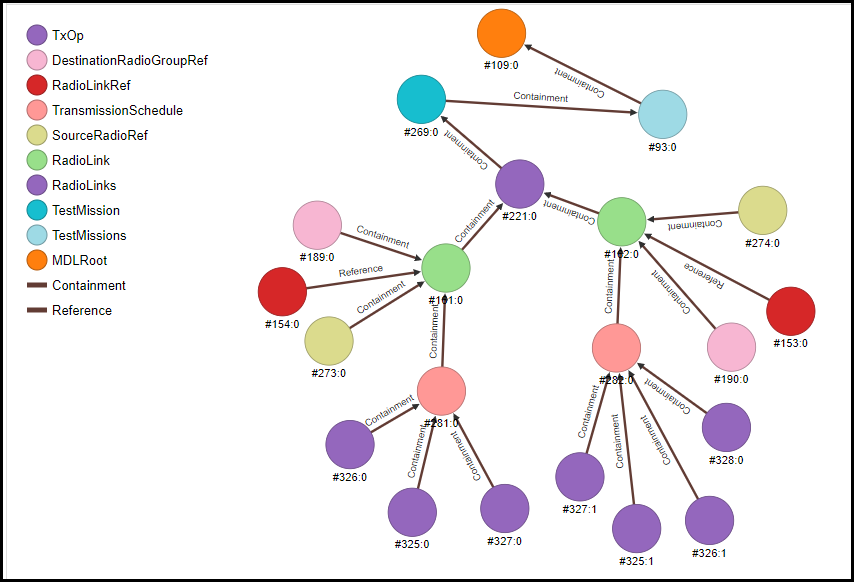 TxOp
DestinationRadioGroupRef
RadioLinkRef
TransmissionSchedule
SourceRadioRef
RadioLink
RadioLinks
TestMission
TestMissions
MDLRoot
Containment
Reference
#109:0
Containment
#269:0
Containment
#93:0
Containment
#221:0
Containment
Containment
#189:0
Containment
#102:0
Containment
#274:0
#154:0
Reference
#101:0
Containment
Reference
#153:0
Containment
#273:0
Containment
Containment
#190:0
#281:0
Containment
#326:0
Containment
#325:0
Containment
#327:0
#282:0
Containment
#327:1
Containment
#325:1
Containment
#326:1
Containment
#328:0